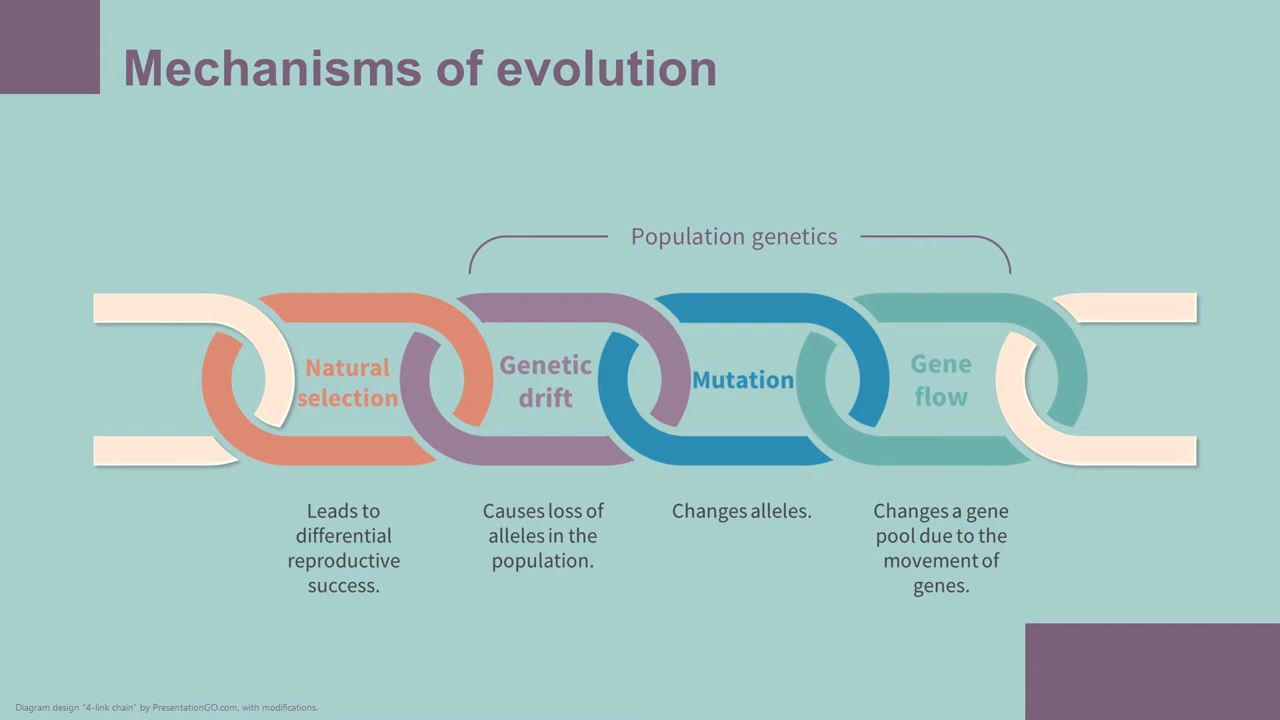 Mechanisms of evolution
Population genetics
Natural
selection
Genetic
drift
Mutation
Gene
flow
Leads to
differential
reproductive
success.
Causes loss of
alleles in the
population.
Changes alleles.
Changes a gene
pool due to the
movement of
genes.
Diagram design "4-link chain" by PresentationGO.com, with modifications.